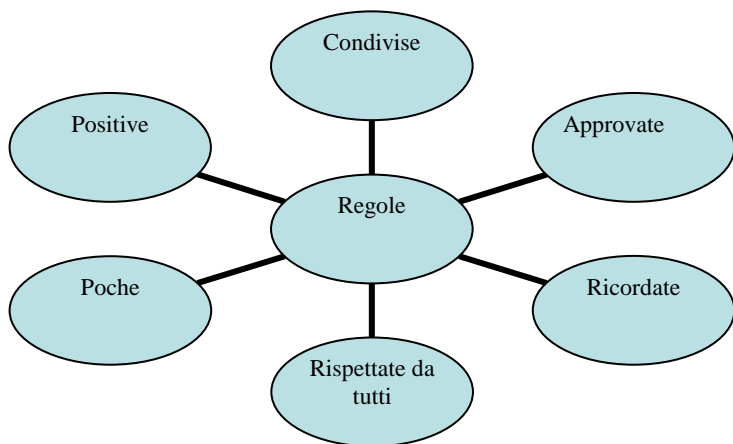 Condivise
Positive
Approvate
Regole
Poche
Ricordate
Rispettate da
tutti